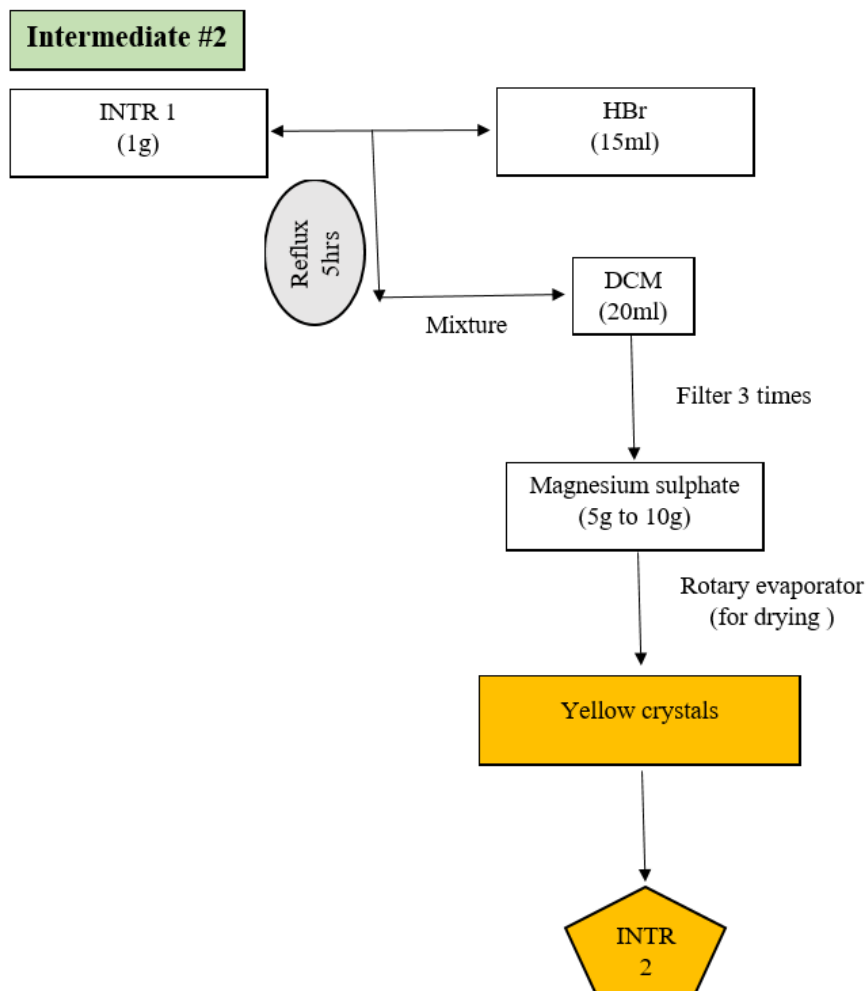 Intermediate #2
INTR 1
(1g)
HBr
(15ml)
Reflux
5hrs
DCM
(20ml)
Mixture
Filter 3 times
Magnesium sulphate
(5g to 10g)
Rotary evaporator
(for drying )
Yellow crystals
INTR
2